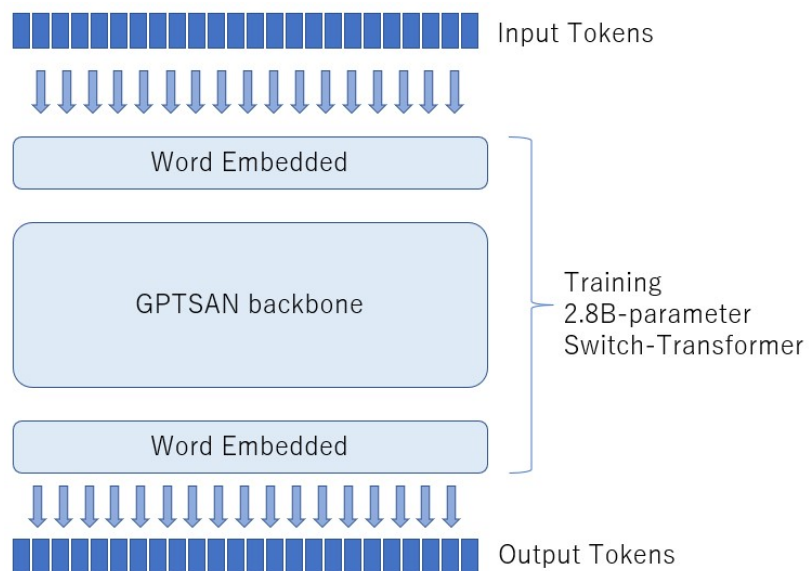 Input Tokens
Word Embedded
GPTSAN backbone
Training
2.8B-parameter
Switch-Transformer
Word Embedded
Output Tokens